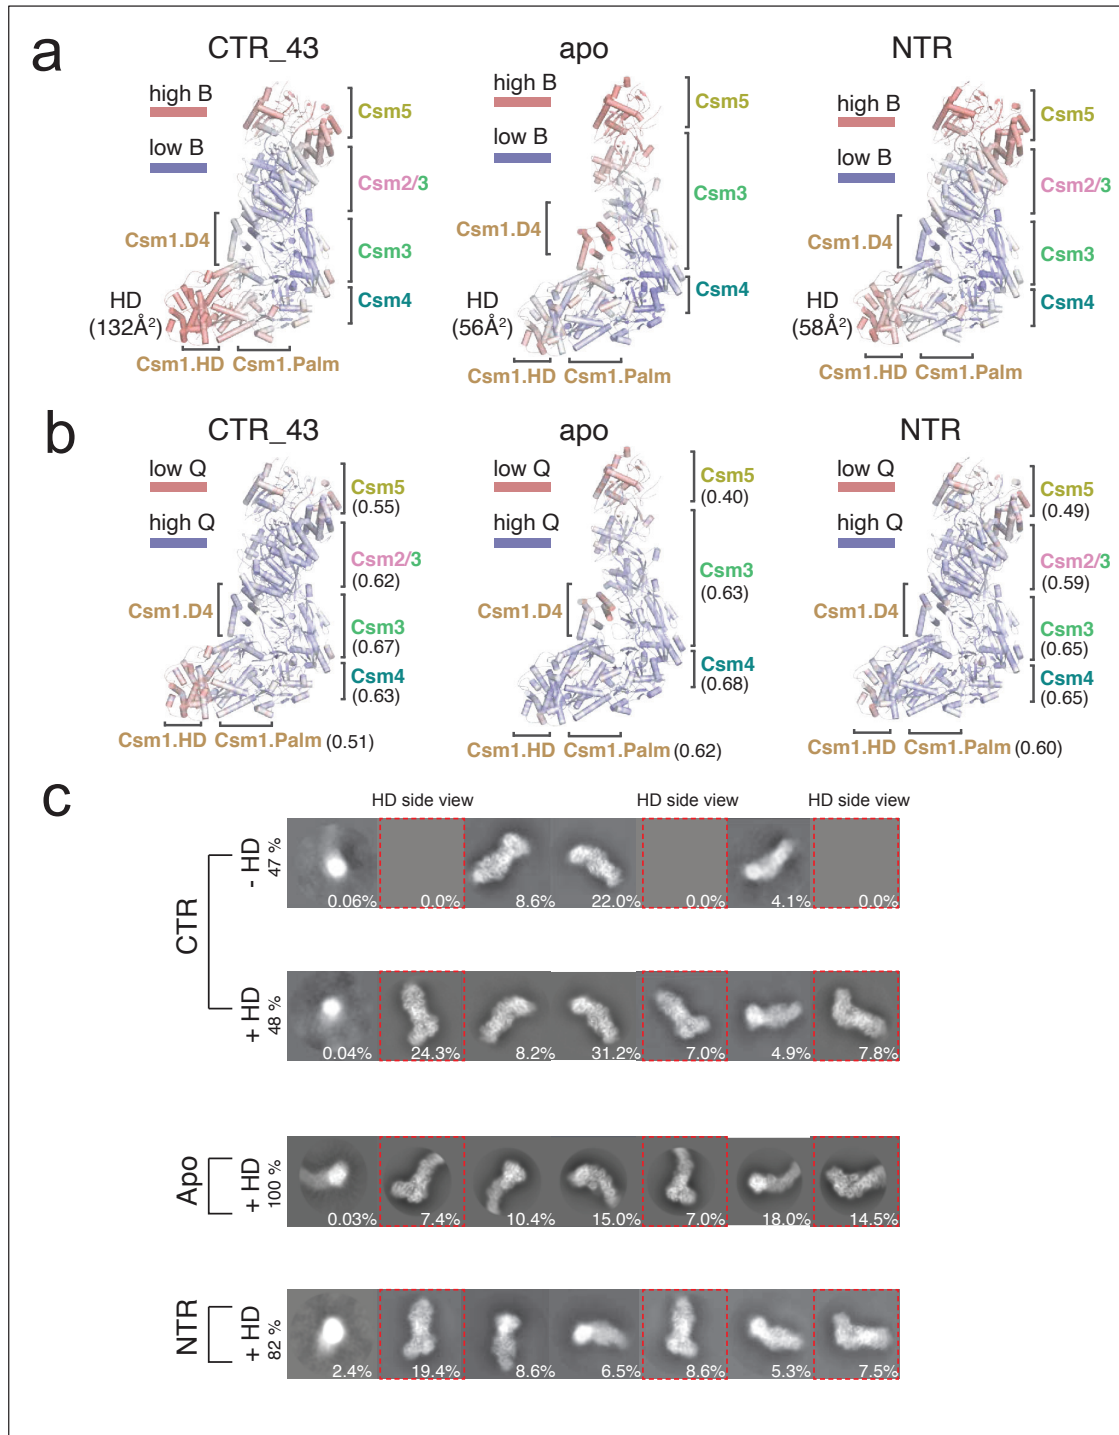 a
CTR_43
apo
NTR
high B
low B
Csm5
Csm2/3
Csm1.D4
Csm3
Csm4
HD
(132Å²)
Csm1.HD
Csm1.Palm
high B
low B
Csm5
Csm3
Csm1.D4
Csm4
HD
(56Å²)
Csm1.HD
Csm1.Palm
high B
low B
Csm5
Csm2/3
Csm1.D4
Csm3
Csm4
HD
(58Å²)
Csm1.HD
Csm1.Palm
b
CTR_43
apo
NTR
low Q
high Q
Csm5
(0.55)
Csm2/3
(0.62)
Csm1.D4
Csm3
(0.67)
Csm4
(0.63)
Csm1.HD
Csm1.Palm (0.51)
low Q
high Q
Csm5
(0.40)
Csm3
(0.63)
Csm1.D4
Csm4
(0.68)
Csm1.HD
Csm1.Palm (0.62)
low Q
high Q
Csm5
(0.49)
Csm2/3
(0.59)
Csm1.D4
Csm3
(0.65)
Csm4
(0.65)
Csm1.HD
Csm1.Palm (0.60)
c
HD side view
HD side view
HD side view
CTR
- HD
47 %
0.06%
0.0%
8.6%
22.0%
0.0%
4.1%
0.0%
+ HD
48 %
0.04%
24.3%
8.2%
31.2%
7.0%
4.9%
7.8%
Apo
+ HD
100 %
0.03%
7.4%
10.4%
15.0%
7.0%
18.0%
14.5%
NTR
+ HD
82 %
2.4%
19.4%
8.6%
6.5%
8.6%
5.3%
7.5%